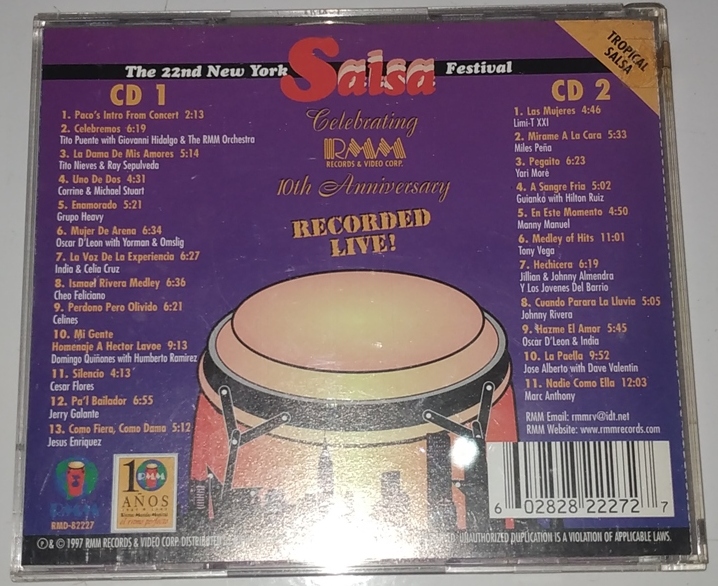 The 22nd New York Salsa Festival
TROPICAL
SALSA
Celebrating
RMM
RECORDS & VIDEO CORP.
10th Anniversary
RECORDED
LIVE!
CD 1
1. Paco's Intro From Concert 2:13
2. Celebremos 6:19
Tito Puente with Giovanni Hidalgo & The RMM Orchestra
3. La Dama De Mis Amores 5:14
Tito Nieves & Ray Sepulveda
4. Uno De Dos 4:31
Corrine & Michael Stuart
5. Enamorado 5:21
Grupo Heavy
6. Mujer De Arena 6:34
Oscar D'Leon with Yorman & Omslig
7. La Voz De La Experiencia 6:27
India & Celia Cruz
8. Ismael Rivera Medley 6:36
Cheo Feliciano
9. Perdono Pero Olivido 6:21
Celines
10. Mi Gente
Homenaje A Hector Lavoe 9:13
Domingo Quiñones with Humberto Ramirez
11. Silencio 4:13
Cesar Flores
12. Pa'l Bailador 6:55
Jerry Galante
13. Como Fiera, Como Dama 5:12
Jesus Enriquez
CD 2
1. Las Mujeres 4:46
Limi-T XXI
2. Mirame A La Cara 5:33
Miles Peña
3. Pegaito 6:23
Yari Moré
4. A Sangre Fria 5:02
Guiankó with Hilton Ruiz
5. En Este Momento 4:50
Manny Manuel
6. Medley of Hits 11:01
Tony Vega
7. Hechicera 6:19
Jillian & Johnny Almendra
Y Los Jovenes Del Barrio
8. Cuando Parara La Lluvia 5:05
Johnny Rivera
9. Hazme El Amor 5:45
Oscar D'Leon & India
10. La Paella 9:52
Jose Alberto with Dave Valentin
11. Nadie Como Ella 12:03
Marc Anthony
RMM Email: rmmrv@idt.net
RMM Website: www.rmmrecords.com
RMM
RMD-82227
RMM
10
AÑOS
6 02828 22272 7
℗ & © 1997 RMM RECORDS & VIDEO CORP. UNAUTHORIZED DUPLICATION IS A VIOLATION OF APPLICABLE LAWS.